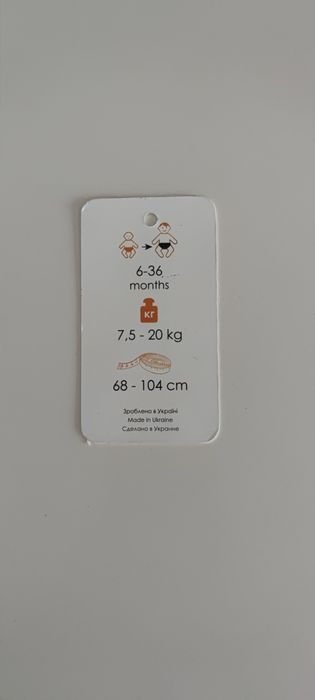 6-36
months
кг
7,5 - 20 kg
68 - 104 cm
Зроблено в Україні
Made in Ukraine
Сделано в Украине